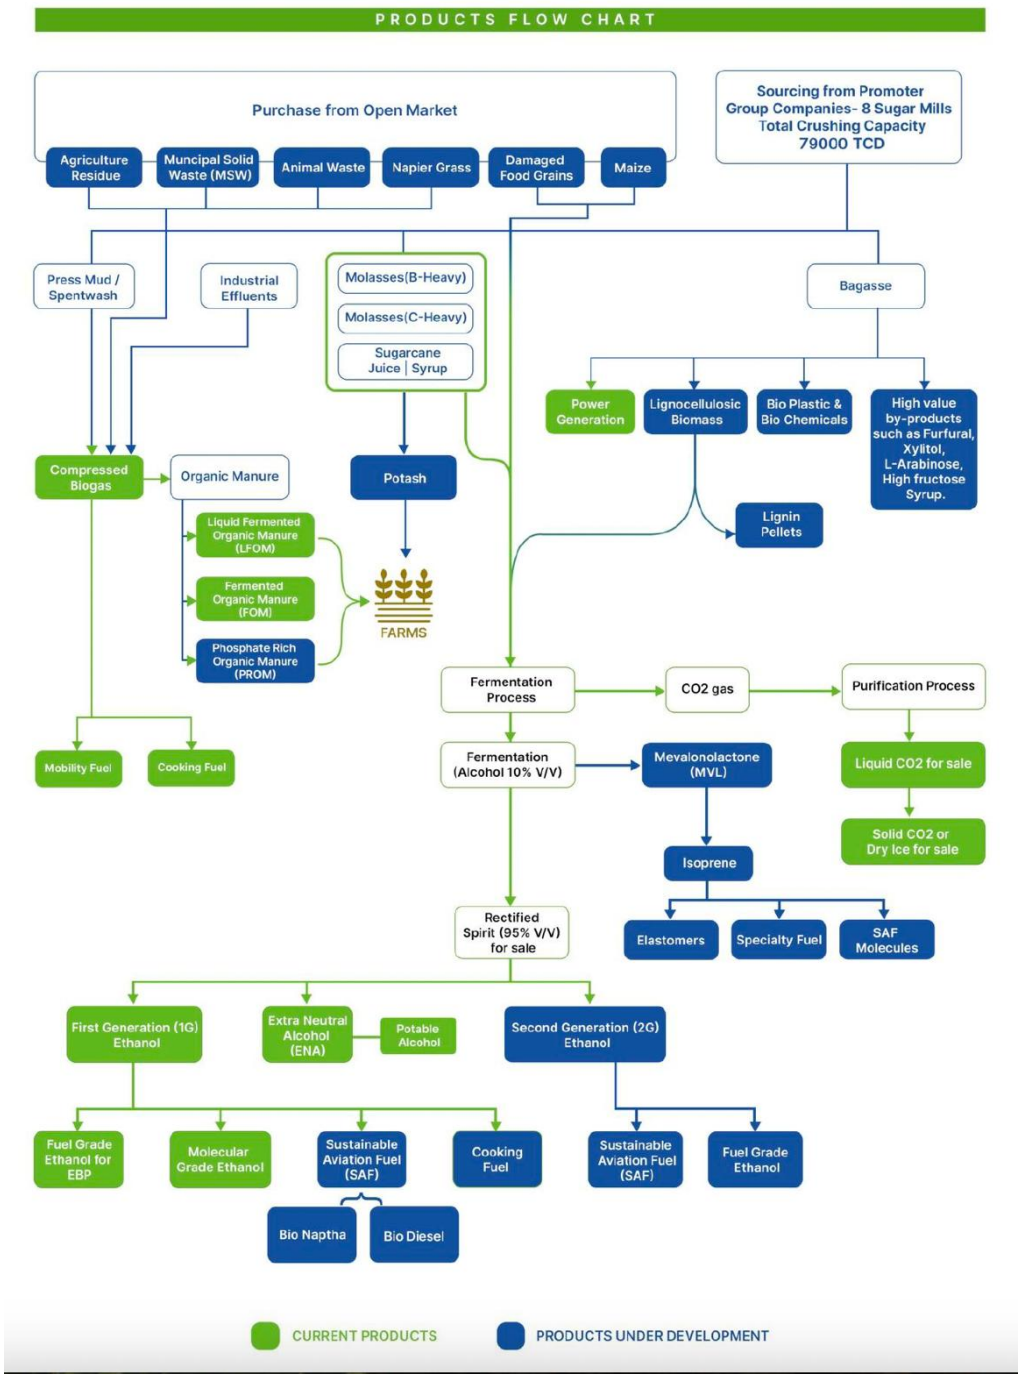 PRODUCTS FLOW CHART
Purchase from Open Market
Agriculture
Residue
Muncipal Solid
Waste (MSW)
Animal Waste
Napier Grass
Damaged
Food Grains
Maize
Sourcing from Promoter
Group Companies- 8 Sugar Mills
Total Crushing Capacity
79000 TCD
Press Mud /
Spentwash
Industrial
Effluents
Molasses(B-Heavy)
Molasses(C-Heavy)
Sugarcane
Juice | Syrup
Bagasse
Power
Generation
Lignocellulosic
Biomass
Bio Plastic &
Bio Chemicals
High value
by-products
such as Furfural,
Xylitol,
L-Arabinose,
High fructose
Syrup.
Compressed
Biogas
Organic Manure
Potash
Lignin
Pellets
Liquid Fermented
Organic Manure
(LFOM)
Fermented
Organic Manure
(FOM)
Phosphate Rich
Organic Manure
(PROM)
FARMS
Fermentation
Process
CO2 gas
Purification Process
Mobility Fuel
Cooking Fuel
Fermentation
(Alcohol 10% V/V)
Mevalonolactone
(MVL)
Liquid CO2 for sale
Solid CO2 or
Dry Ice for sale
Isoprene
Elastomers
Specialty Fuel
SAF
Molecules
Rectified
Spirit (95% V/V)
for sale
First Generation (1G)
Ethanol
Extra Neutral
Alcohol
(ENA)
Potable
Alcohol
Second Generation (2G)
Ethanol
Fuel Grade
Ethanol for
EBP
Molecular
Grade Ethanol
Sustainable
Aviation Fuel
(SAF)
Cooking
Fuel
Sustainable
Aviation Fuel
(SAF)
Fuel Grade
Ethanol
Bio Naptha
Bio Diesel
CURRENT PRODUCTS
PRODUCTS UNDER DEVELOPMENT